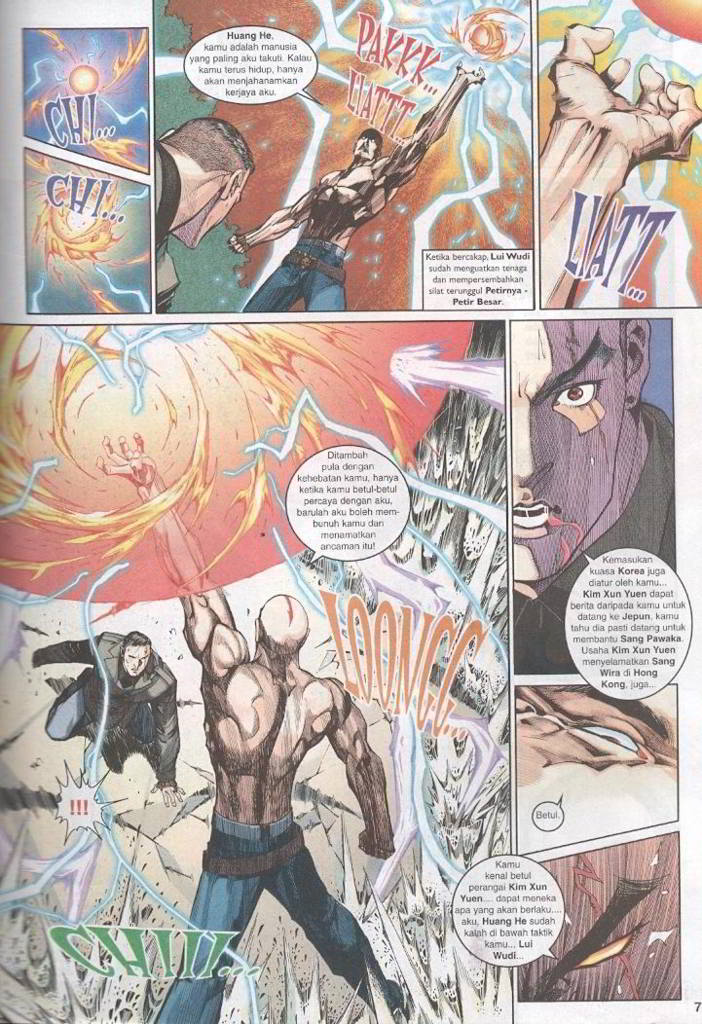 CHI...
CHI...
Huang He,
kamu adalah manusia
yang paling aku takuti. Kalau
kamu terus hidup, hanya
akan menjahanamkan
kerjaya aku.
PAKKK...
LIATTT...
Ketika bercakap, Lui Wudi
sudah menguatkan tenaga
dan mempersembahkan
silat terunggul Petirnya -
Petir Besar.
LIATT...
Ditambah
pula dengan
kehebatan kamu, hanya
ketika kamu betul-betul
percaya dengan aku,
barulah aku boleh mem-
bunuh kamu dan
menamatkan
ancaman itu!
LOONGG...
!!!
CHIII...
Kemasukan
kuasa Korea juga
diatur oleh kamu...
Kim Xun Yuen dapat
berita daripada kamu untuk
datang ke Jepun, kamu
tahu dia pasti datang untuk
membantu Sang Pawaka.
Usaha Kim Xun Yuen
menyelamatkan Sang
Wira di Hong
Kong, juga...
Betul.
Kamu
kenal betul
perangai Kim Xun
Yuen.... dapat meneka
apa yang akan berlaku....
aku, Huang He sudah
kalah di bawah taktik
kamu... Lui
Wudi...
7